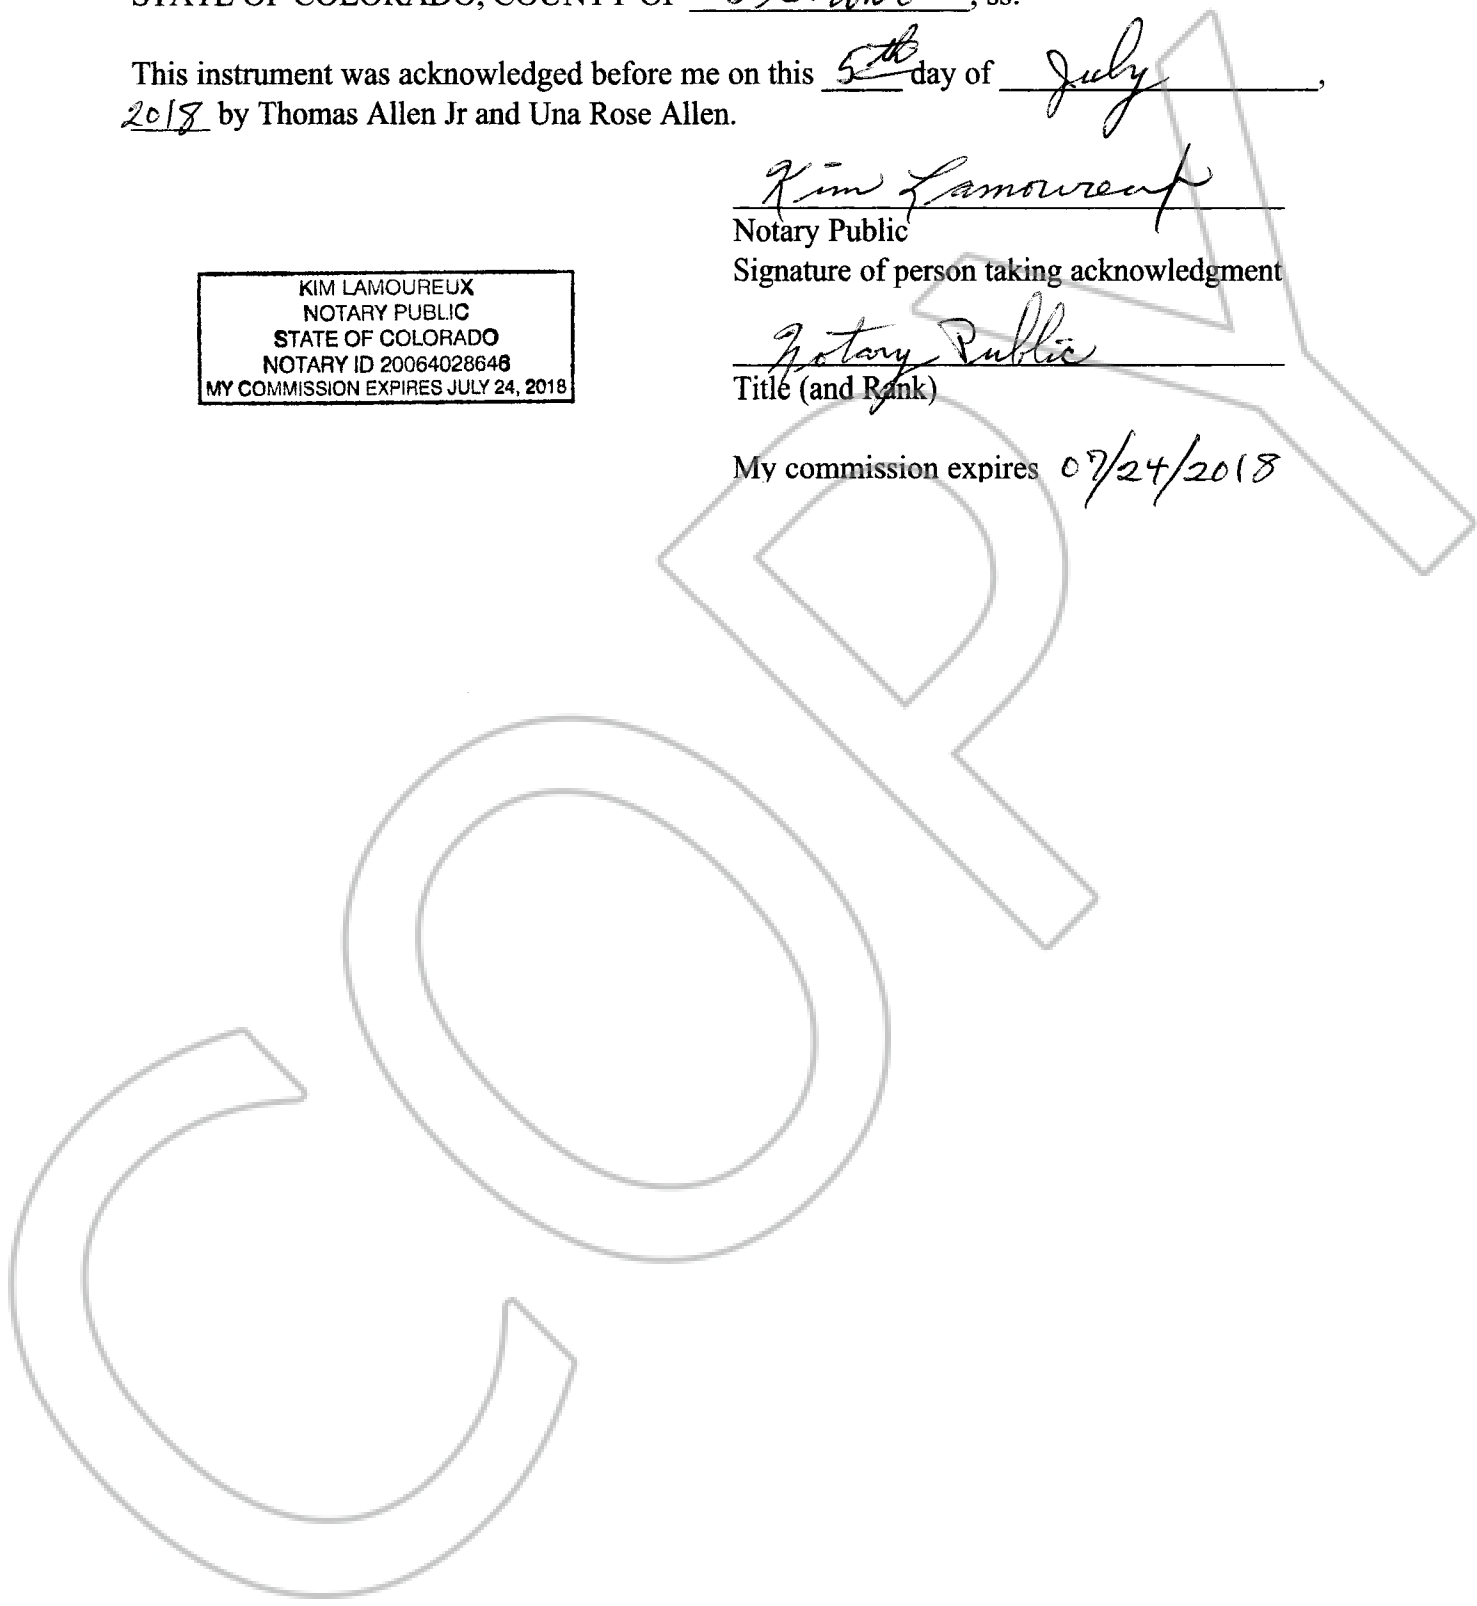 STATE OF COLORADO, COUNTY OF , ss.
This instrument was acknowledged before me on this 5th day of July,
2018 by Thomas Allen Jr and Una Rose Allen.
Kim Lamoureux
Notary Public
Signature of person taking acknowledgment
KIM LAMOUREUX
NOTARY PUBLIC
STATE OF COLORADO
NOTARY ID 20064028646
MY COMMISSION EXPIRES JULY 24, 2018
Notary Public
Title (and Rank)
My commission expires 07/24/2018
COPY